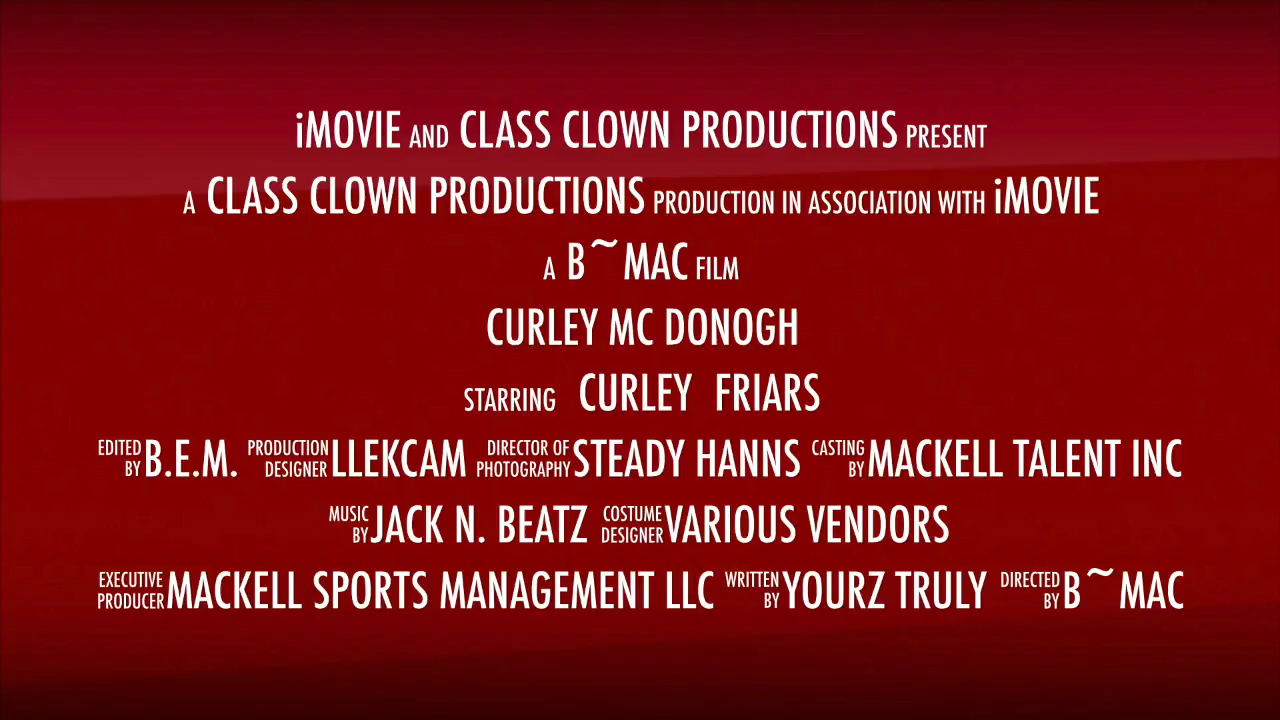 iMOVIE AND CLASS CLOWN PRODUCTIONS PRESENT
A CLASS CLOWN PRODUCTIONS PRODUCTION IN ASSOCIATION WITH iMOVIE
A B~MAC FILM
CURLEY MC DONOGH
STARRING CURLEY FRIARS
EDITED BY B.E.M. PRODUCTION DESIGNER LLEKCAM DIRECTOR OF PHOTOGRAPHY STEADY HANNS CASTING BY MACKELL TALENT INC
MUSIC BY JACK N. BEATZ COSTUME DESIGNER VARIOUS VENDORS
EXECUTIVE PRODUCER MACKELL SPORTS MANAGEMENT LLC WRITTEN BY YOURZ TRULY DIRECTED BY B~MAC